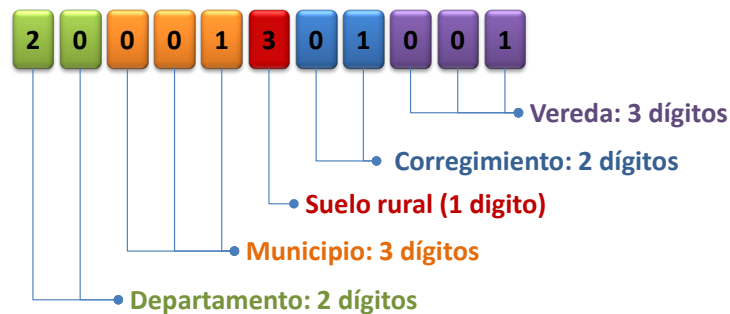 2 0 0 0 1 3 0 1 0 0 1
Vereda: 3 dígitos
Corregimiento: 2 dígitos
Suelo rural (1 digito)
Municipio: 3 dígitos
Departamento: 2 dígitos